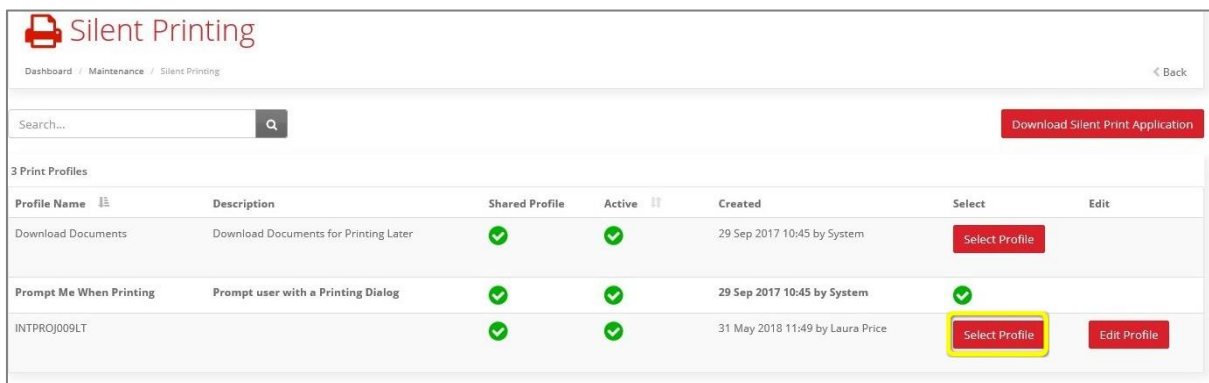 Silent Printing
Dashboard / Maintenance / Silent Printing
< Back
Search...
Download Silent Print Application
3 Print Profiles
Profile Name Description Shared Profile Active Created Select Edit
Download Documents Download Documents for Printing Later 29 Sep 2017 10:45 by System Select Profile
Prompt Me When Printing Prompt user with a Printing Dialog 29 Sep 2017 10:45 by System
INTPROJ009LT 31 May 2018 11:49 by Laura Price Select Profile Edit Profile